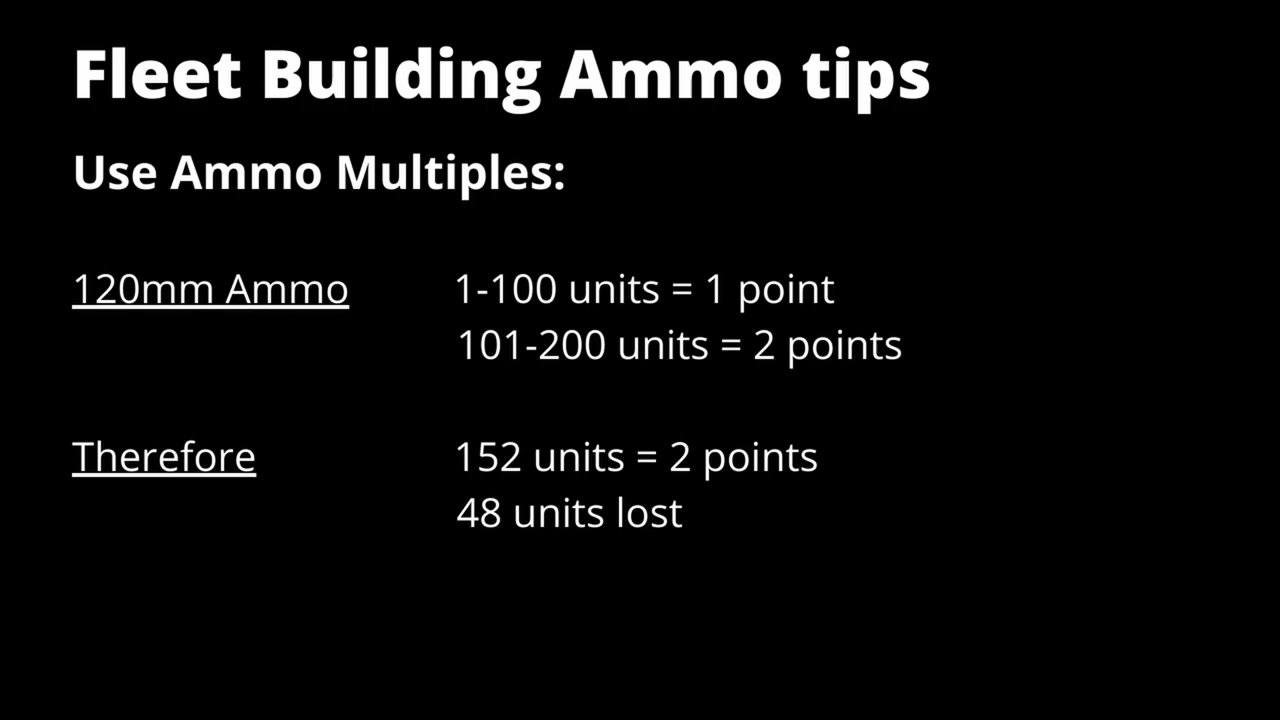 Fleet Building Ammo tips
Use Ammo Multiples:
120mm Ammo 1-100 units = 1 point
101-200 units = 2 points
Therefore 152 units = 2 points
48 units lost